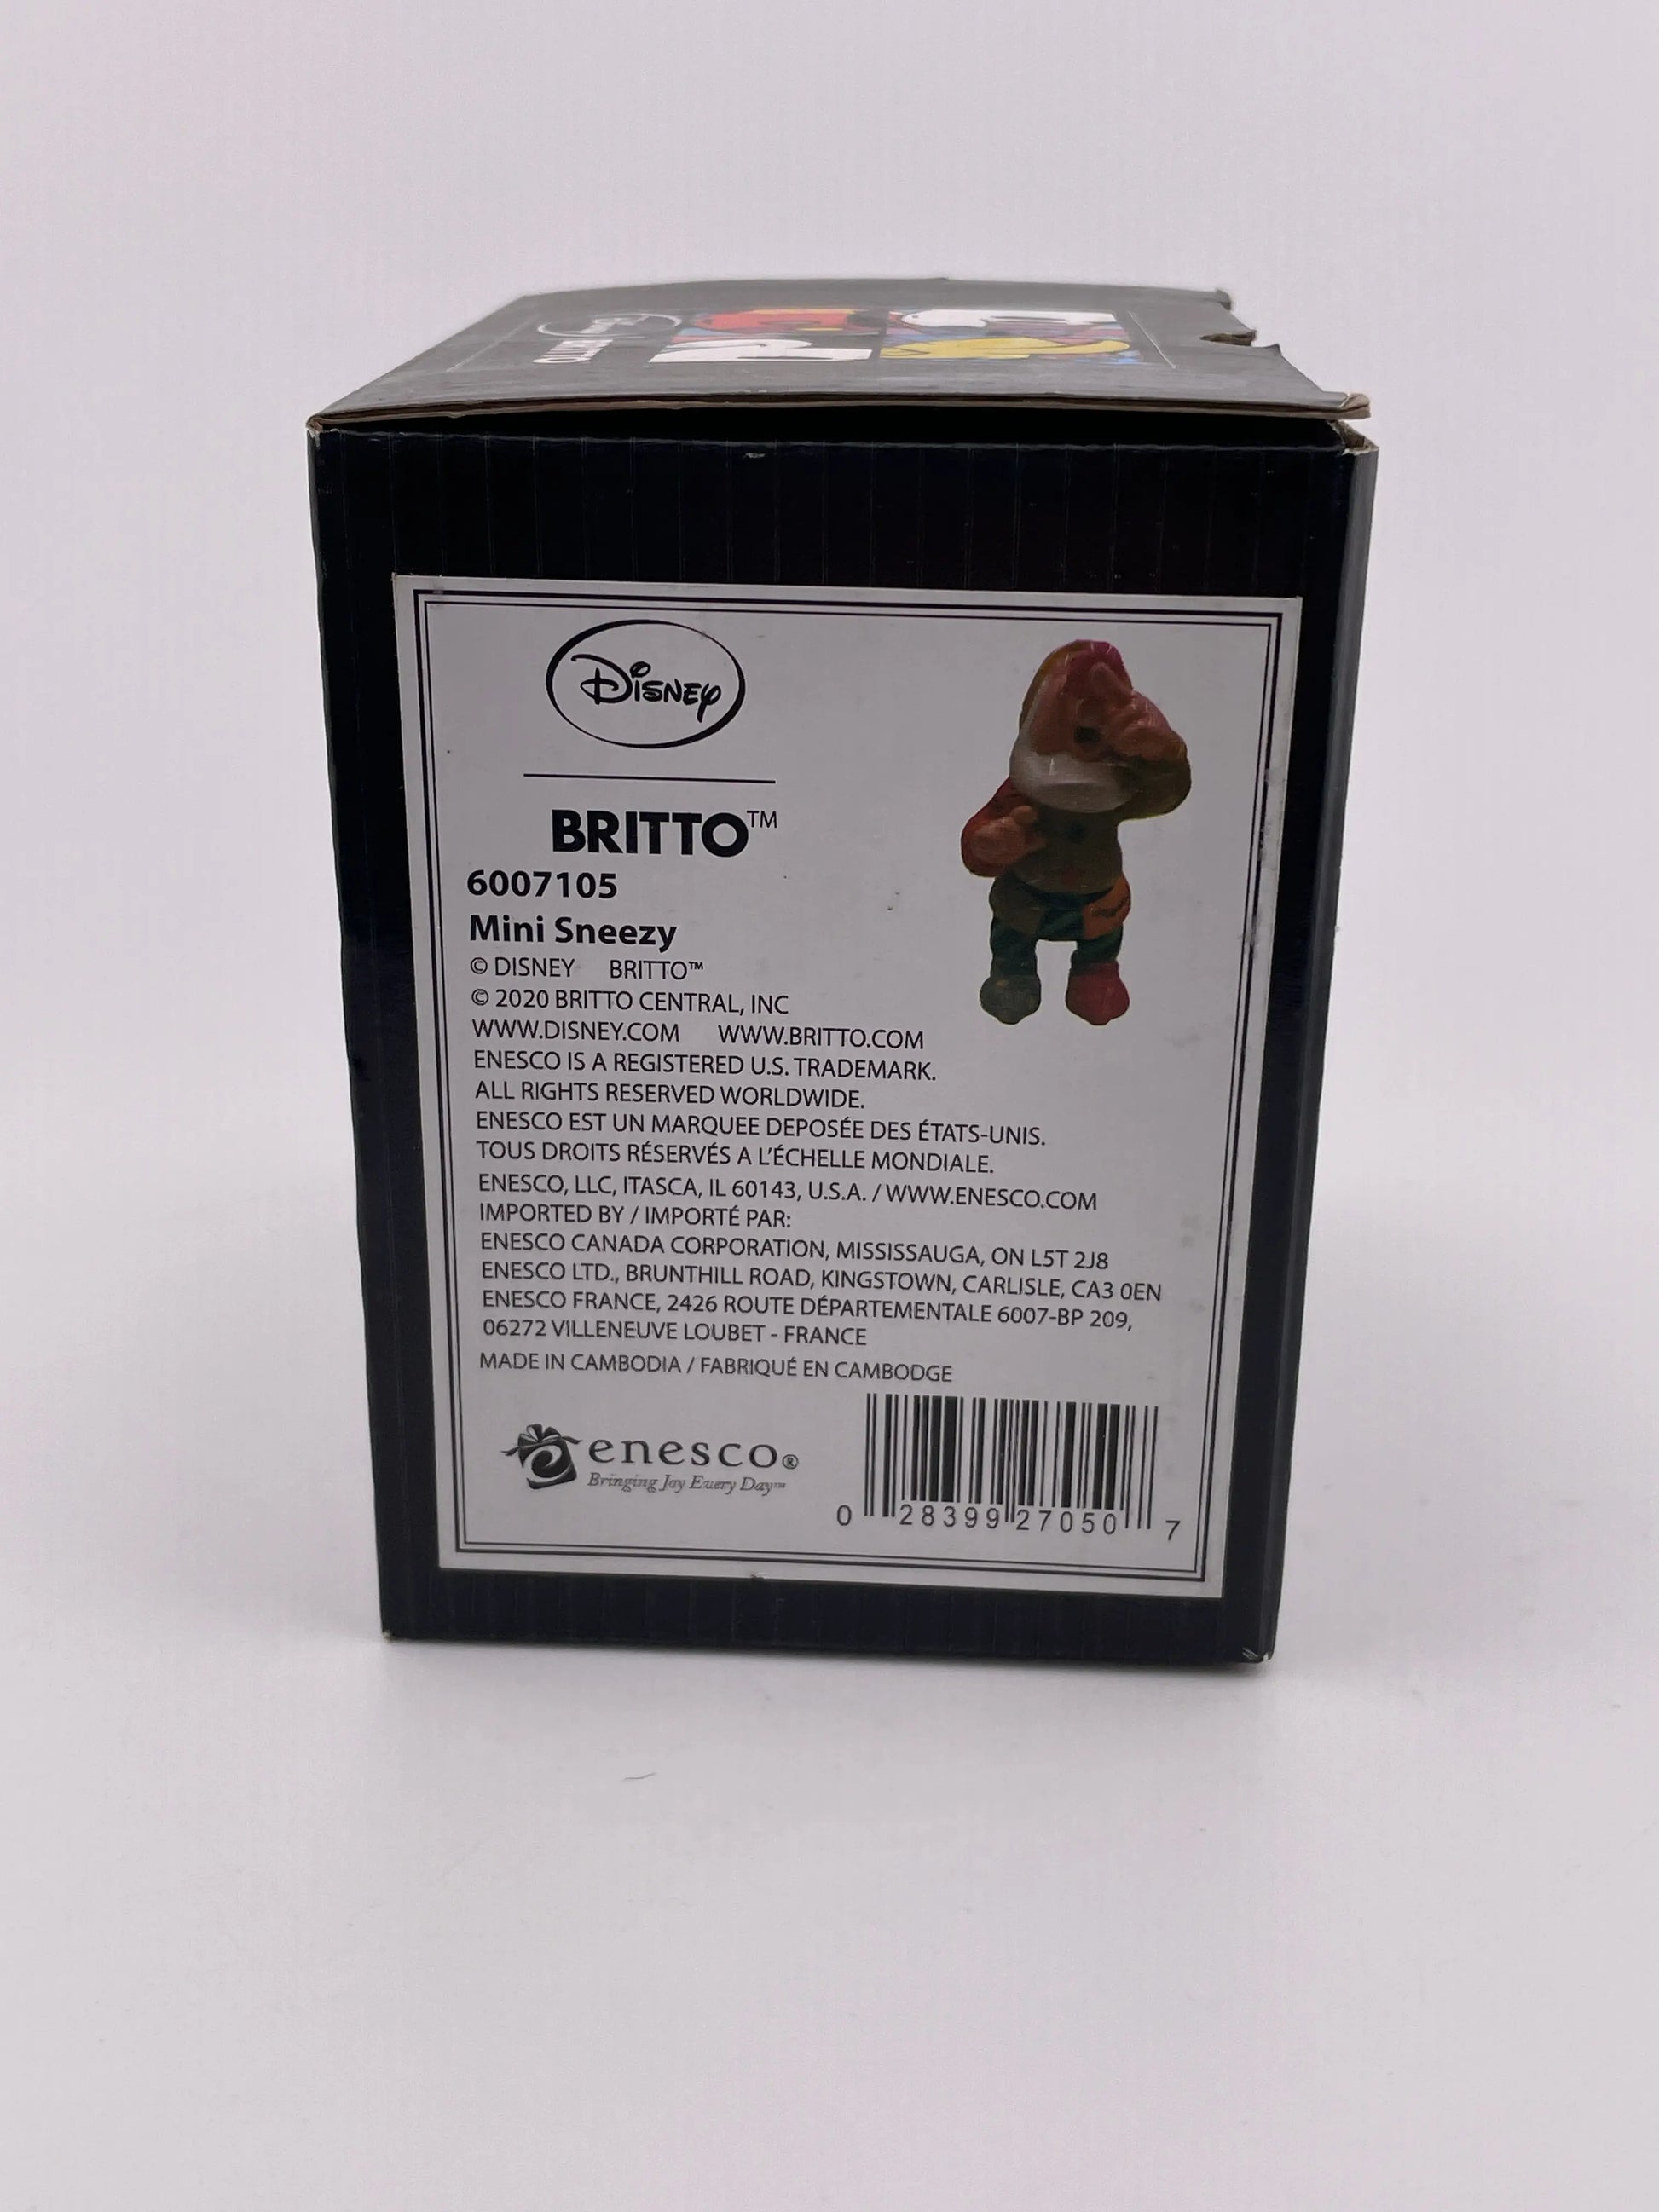 Disney BRITTO
Disney
BRITTO™
6007105
Mini Sneezy
© DISNEY BRITTO™
© 2020 BRITTO CENTRAL, INC
WWW.DISNEY.COM WWW.BRITTO.COM
ENESCO IS A REGISTERED U.S. TRADEMARK.
ALL RIGHTS RESERVED WORLDWIDE.
ENESCO EST UN MARQUEE DEPOSÉE DES ÉTATS-UNIS.
TOUS DROITS RÉSERVÉS A L'ÉCHELLE MONDIALE.
ENESCO, LLC, ITASCA, IL 60143, U.S.A. / WWW.ENESCO.COM
IMPORTED BY / IMPORTÉ PAR:
ENESCO CANADA CORPORATION, MISSISSAUGA, ON L5T 2J8
ENESCO LTD., BRUNTHILL ROAD, KINGSTOWN, CARLISLE, CA3 0EN
ENESCO FRANCE, 2426 ROUTE DÉPARTEMENTALE 6007-BP 209,
06272 VILLENEUVE LOUBET - FRANCE
MADE IN CAMBODIA / FABRIQUÉ EN CAMBODGE
enesco®
Bringing Joy Every Day™
0 28399 27050 7